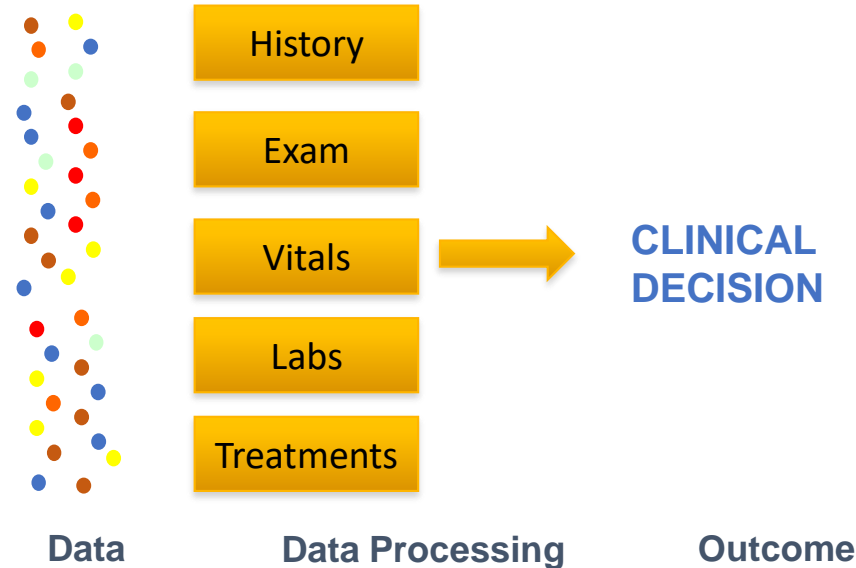 History
Exam
Vitals
Labs
Treatments
CLINICAL
DECISION
Data
Data Processing
Outcome